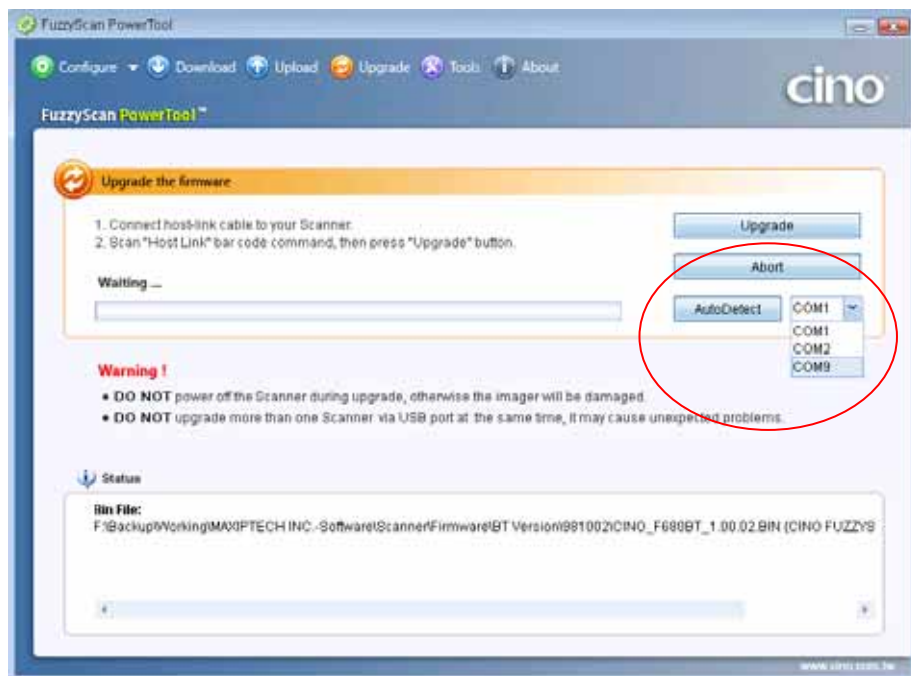 FuzzyScan PowerTool
Configure Download Upload Upgrade Tools About
cino
FuzzyScan PowerTool™
Upgrade the firmware
1. Connect host-link cable to your Scanner.
2. Scan "Host Link" bar code command, then press "Upgrade" button.
Upgrade
Abort
Waiting ...
AutoDetect COM1
COM1
COM2
COM9
Warning !
• DO NOT power off the Scanner during upgrade, otherwise the imager will be damaged.
• DO NOT upgrade more than one Scanner via USB port at the same time, it may cause unexpected problems.
Status
Bin File:
F:\Backup\Working\MAXIPTECH INC.-Software\Scanner\Firmware\BT Version\981002\CINO_F680BT_1.00.02.BIN (CINO FUZZYS
www.cino.com.tw